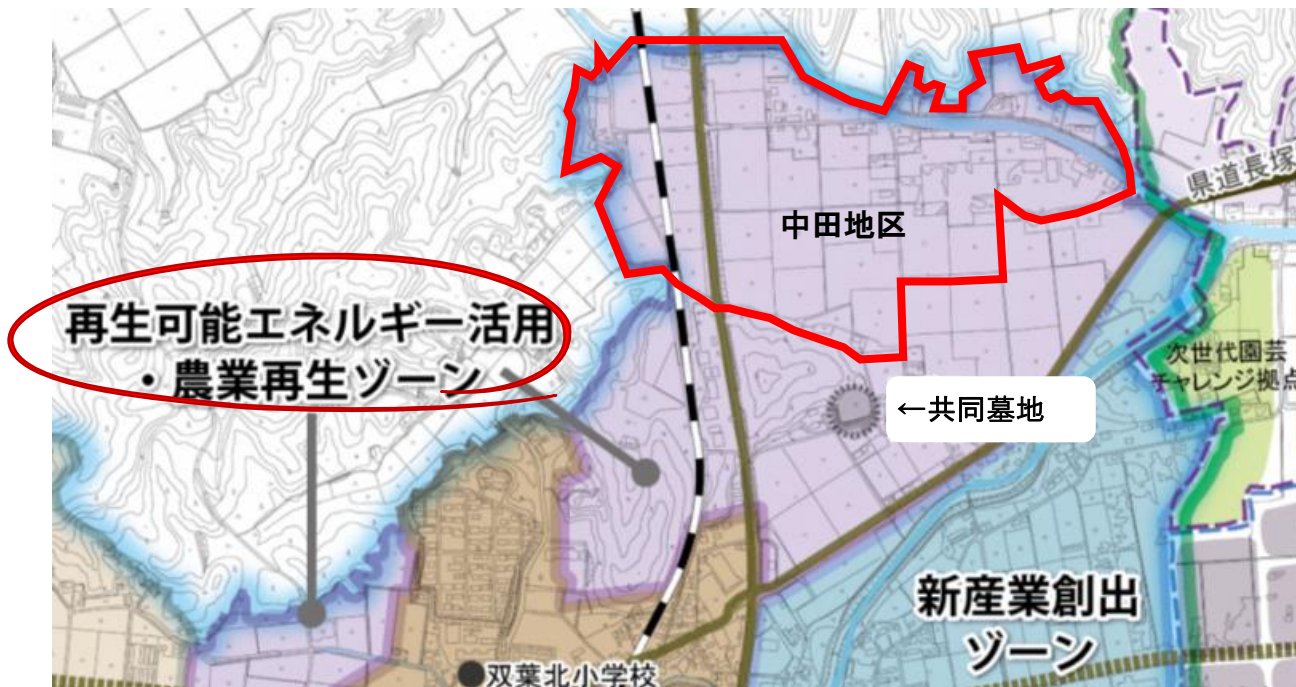 県道長塚
中田地区
再生可能エネルギー活用
・農業再生ゾーン
次世代園芸
チャレンジ拠点
←共同墓地
新産業創出
ゾーン
双葉北小学校